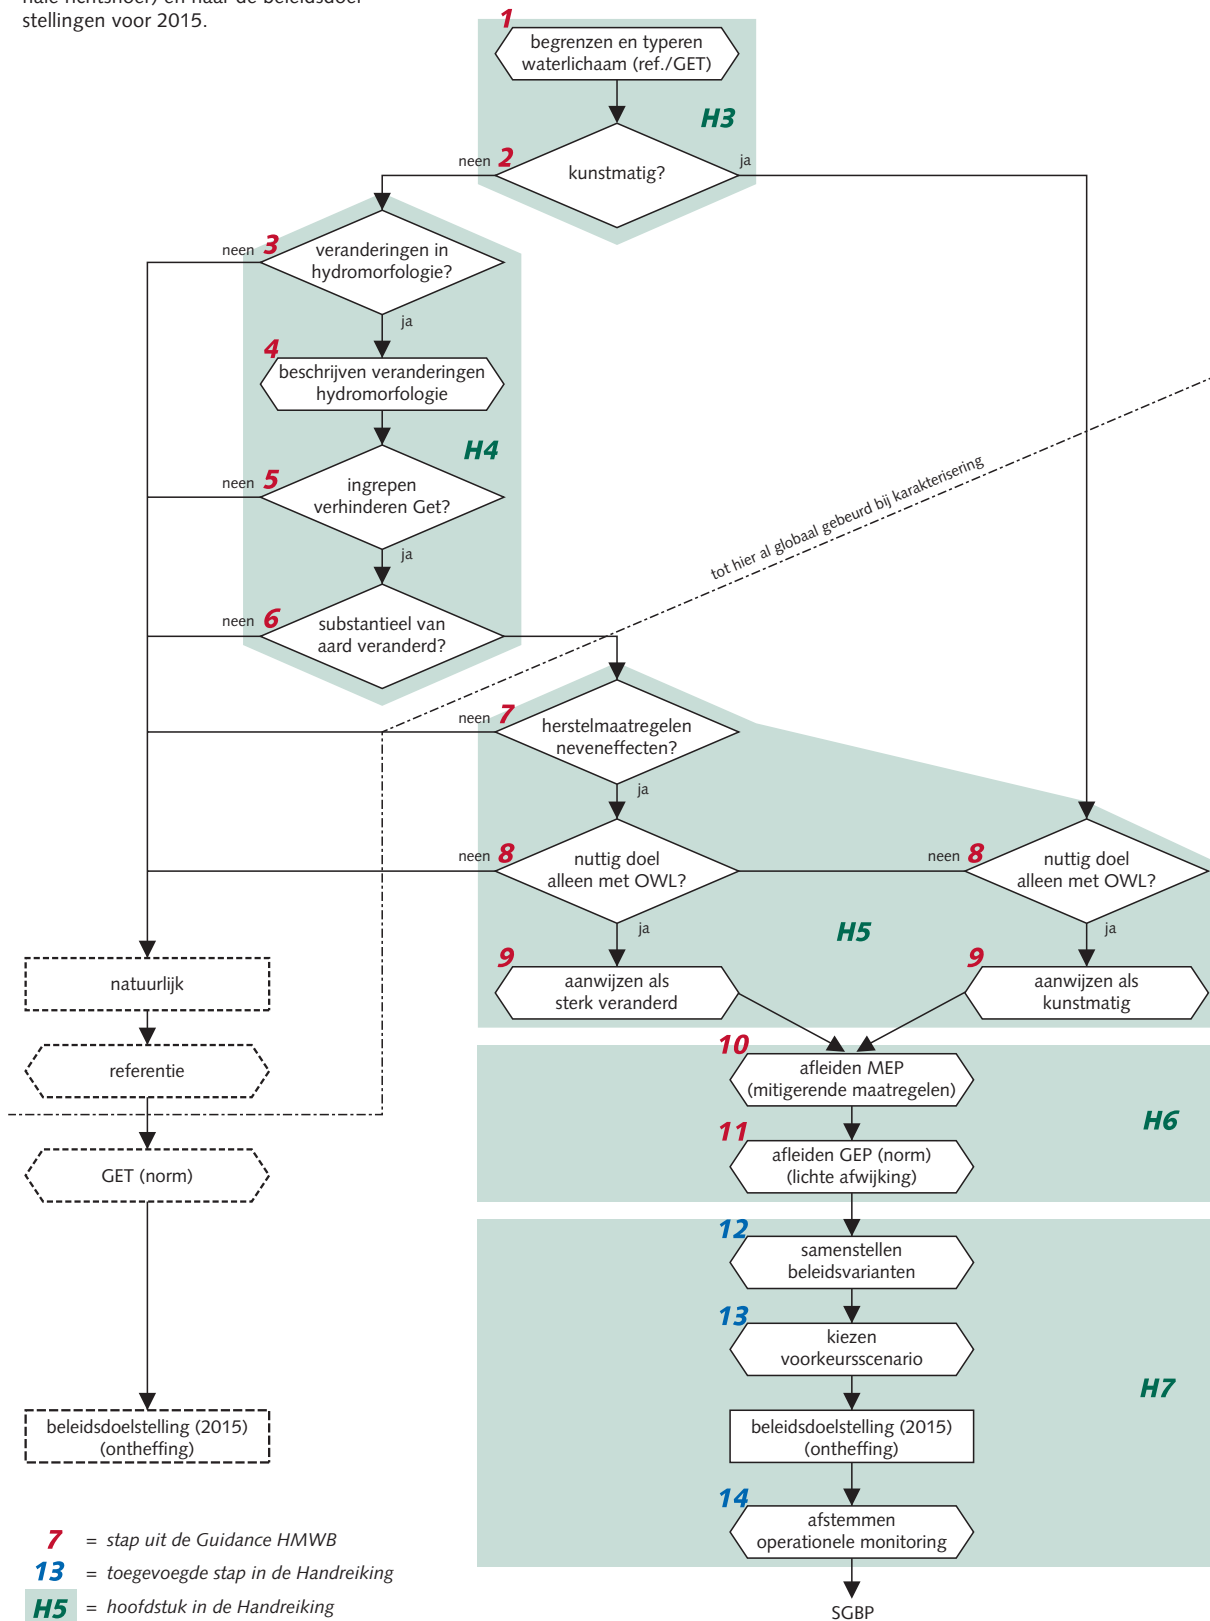 nale richtsnoer) en naar de beleidsdoel-
stellingen voor 2015.
1
begrenzen en typeren
waterlichaam (ref./GET)
H3
neen 2
kunstmatig?
ja
neen 3
veranderingen in
hydromorfologie?
ja
4
beschrijven veranderingen
hydromorfologie
H4
neen 5
ingrepen
verhinderen Get?
ja
tot hier al globaal gebeurd bij karakterisering
neen 6
substantieel van
aard veranderd?
neen 7
herstelmaatregelen
neveneffecten?
ja
neen 8
nuttig doel
alleen met OWL?
ja
neen 8
nuttig doel
alleen met OWL?
ja
H5
9
aanwijzen als
sterk veranderd
9
aanwijzen als
kunstmatig
natuurlijk
referentie
GET (norm)
beleidsdoelstelling (2015)
(ontheffing)
10
afleiden MEP
(mitigerende maatregelen)
H6
11
afleiden GEP (norm)
(lichte afwijking)
12
samenstellen
beleidsvarianten
13
kiezen
voorkeursscenario
H7
beleidsdoelstelling (2015)
(ontheffing)
14
afstemmen
operationele monitoring
SGBP
7 = stap uit de Guidance HMWB
13 = toegevoegde stap in de Handreiking
H5 = hoofdstuk in de Handreiking